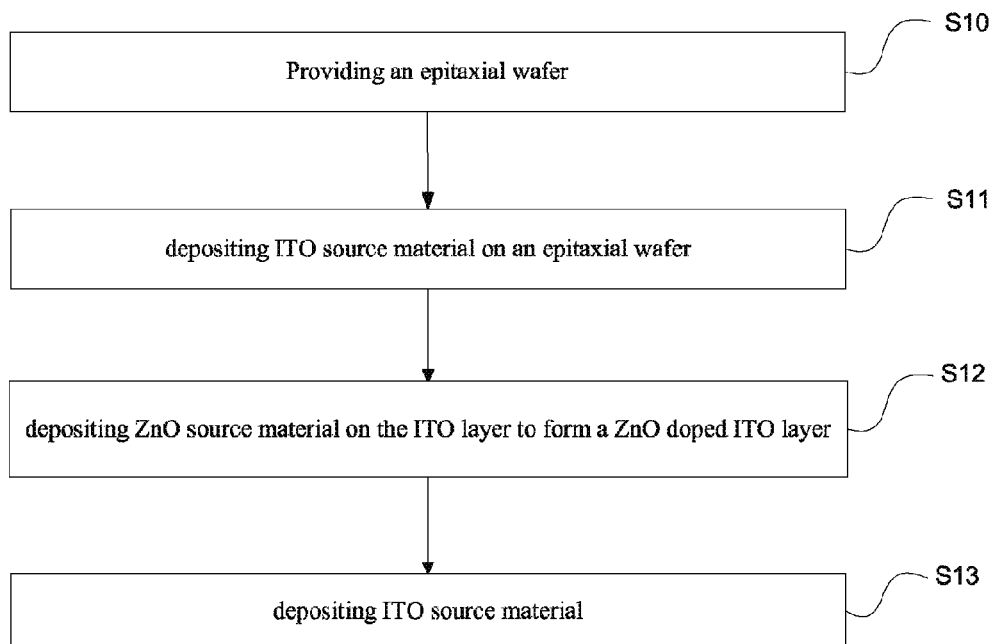 S10
Providing an epitaxial wafer
S11
depositing ITO source material on an epitaxial wafer
S12
depositing ZnO source material on the ITO layer to form a ZnO doped ITO layer
S13
depositing ITO source material